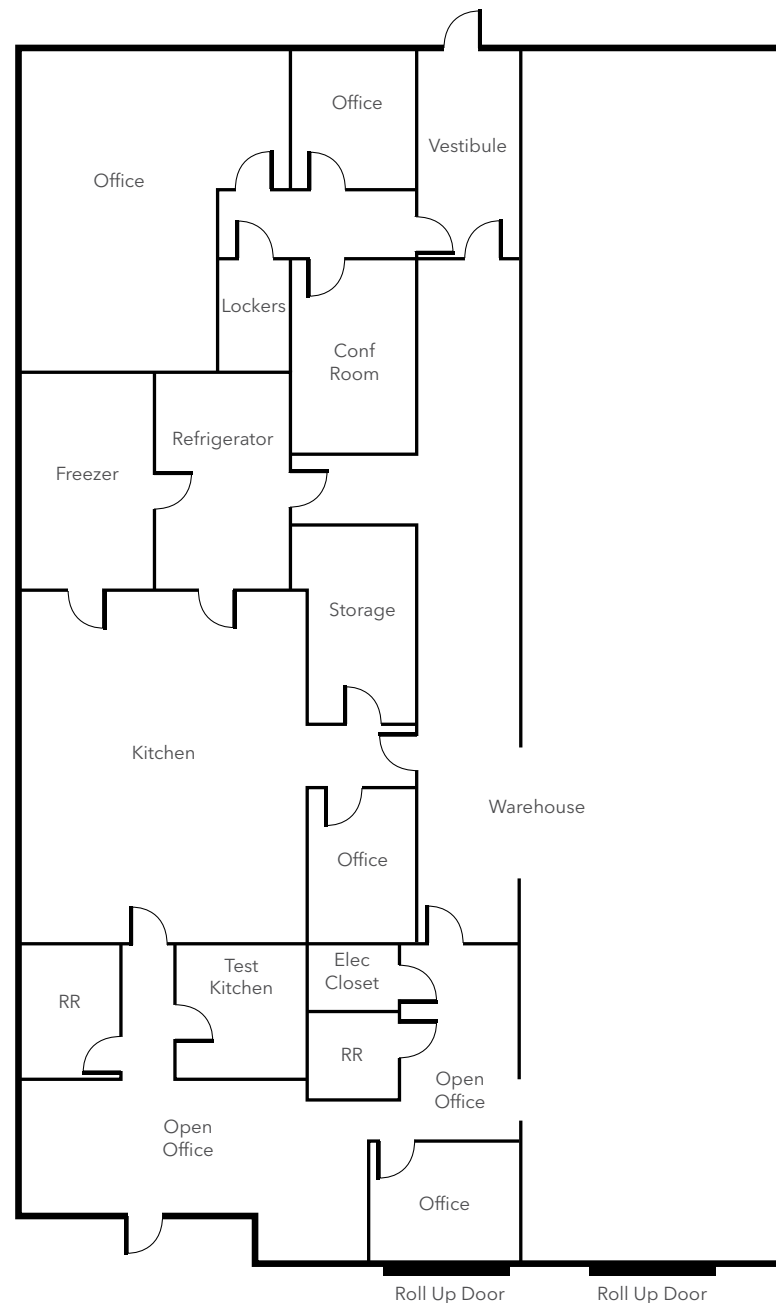 Office
Vestibule
Office
Lockers
Conf
Room
Refrigerator
Freezer
Storage
Kitchen
Warehouse
Office
Elec
Closet
Test
Kitchen
RR
RR
Open
Office
Open
Office
Office
Roll Up Door
Roll Up Door